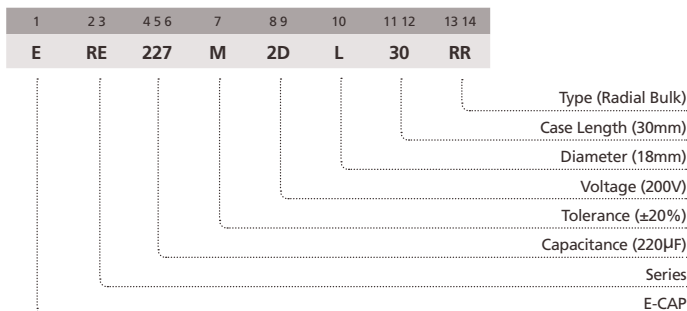 1 2 3 4 5 6 7 8 9 10 11 12 13 14
E RE 227 M 2D L 30 RR
Type (Radial Bulk)
Case Length (30mm)
Diameter (18mm)
Voltage (200V)
Tolerance (±20%)
Capacitance (220µF)
Series
E-CAP